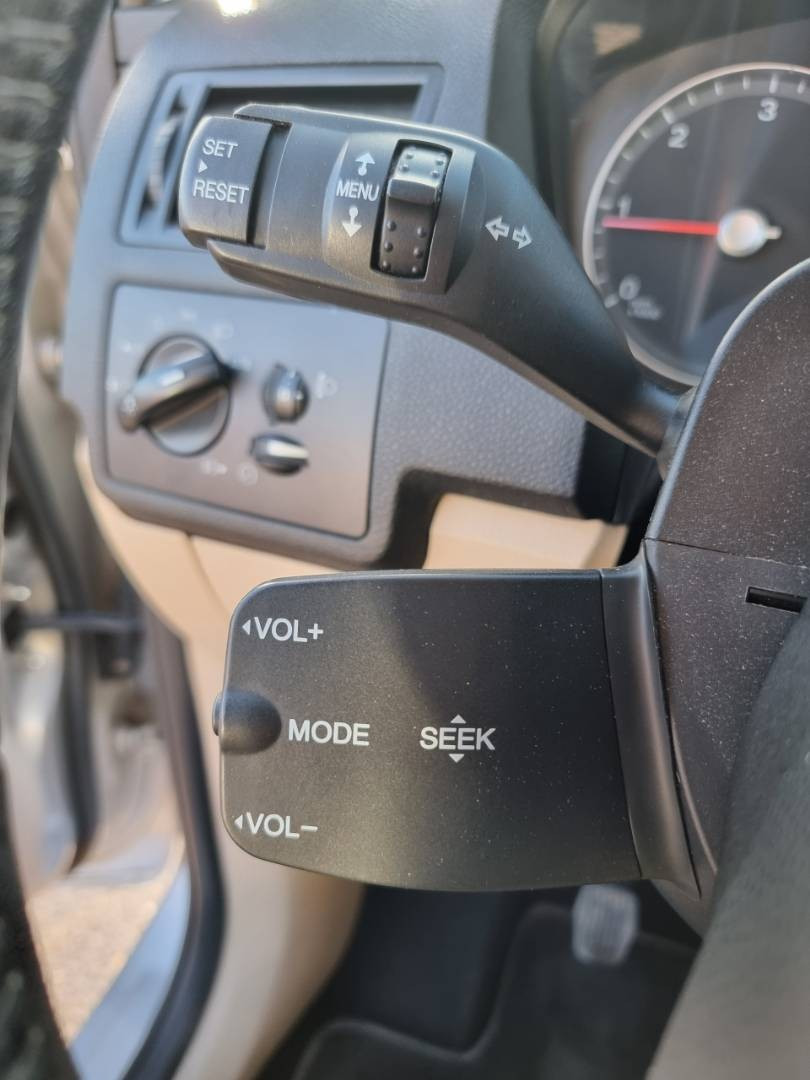 SET
RESET
MENU
3
2
1
0
VOL+
MODE
SEEK
VOL−